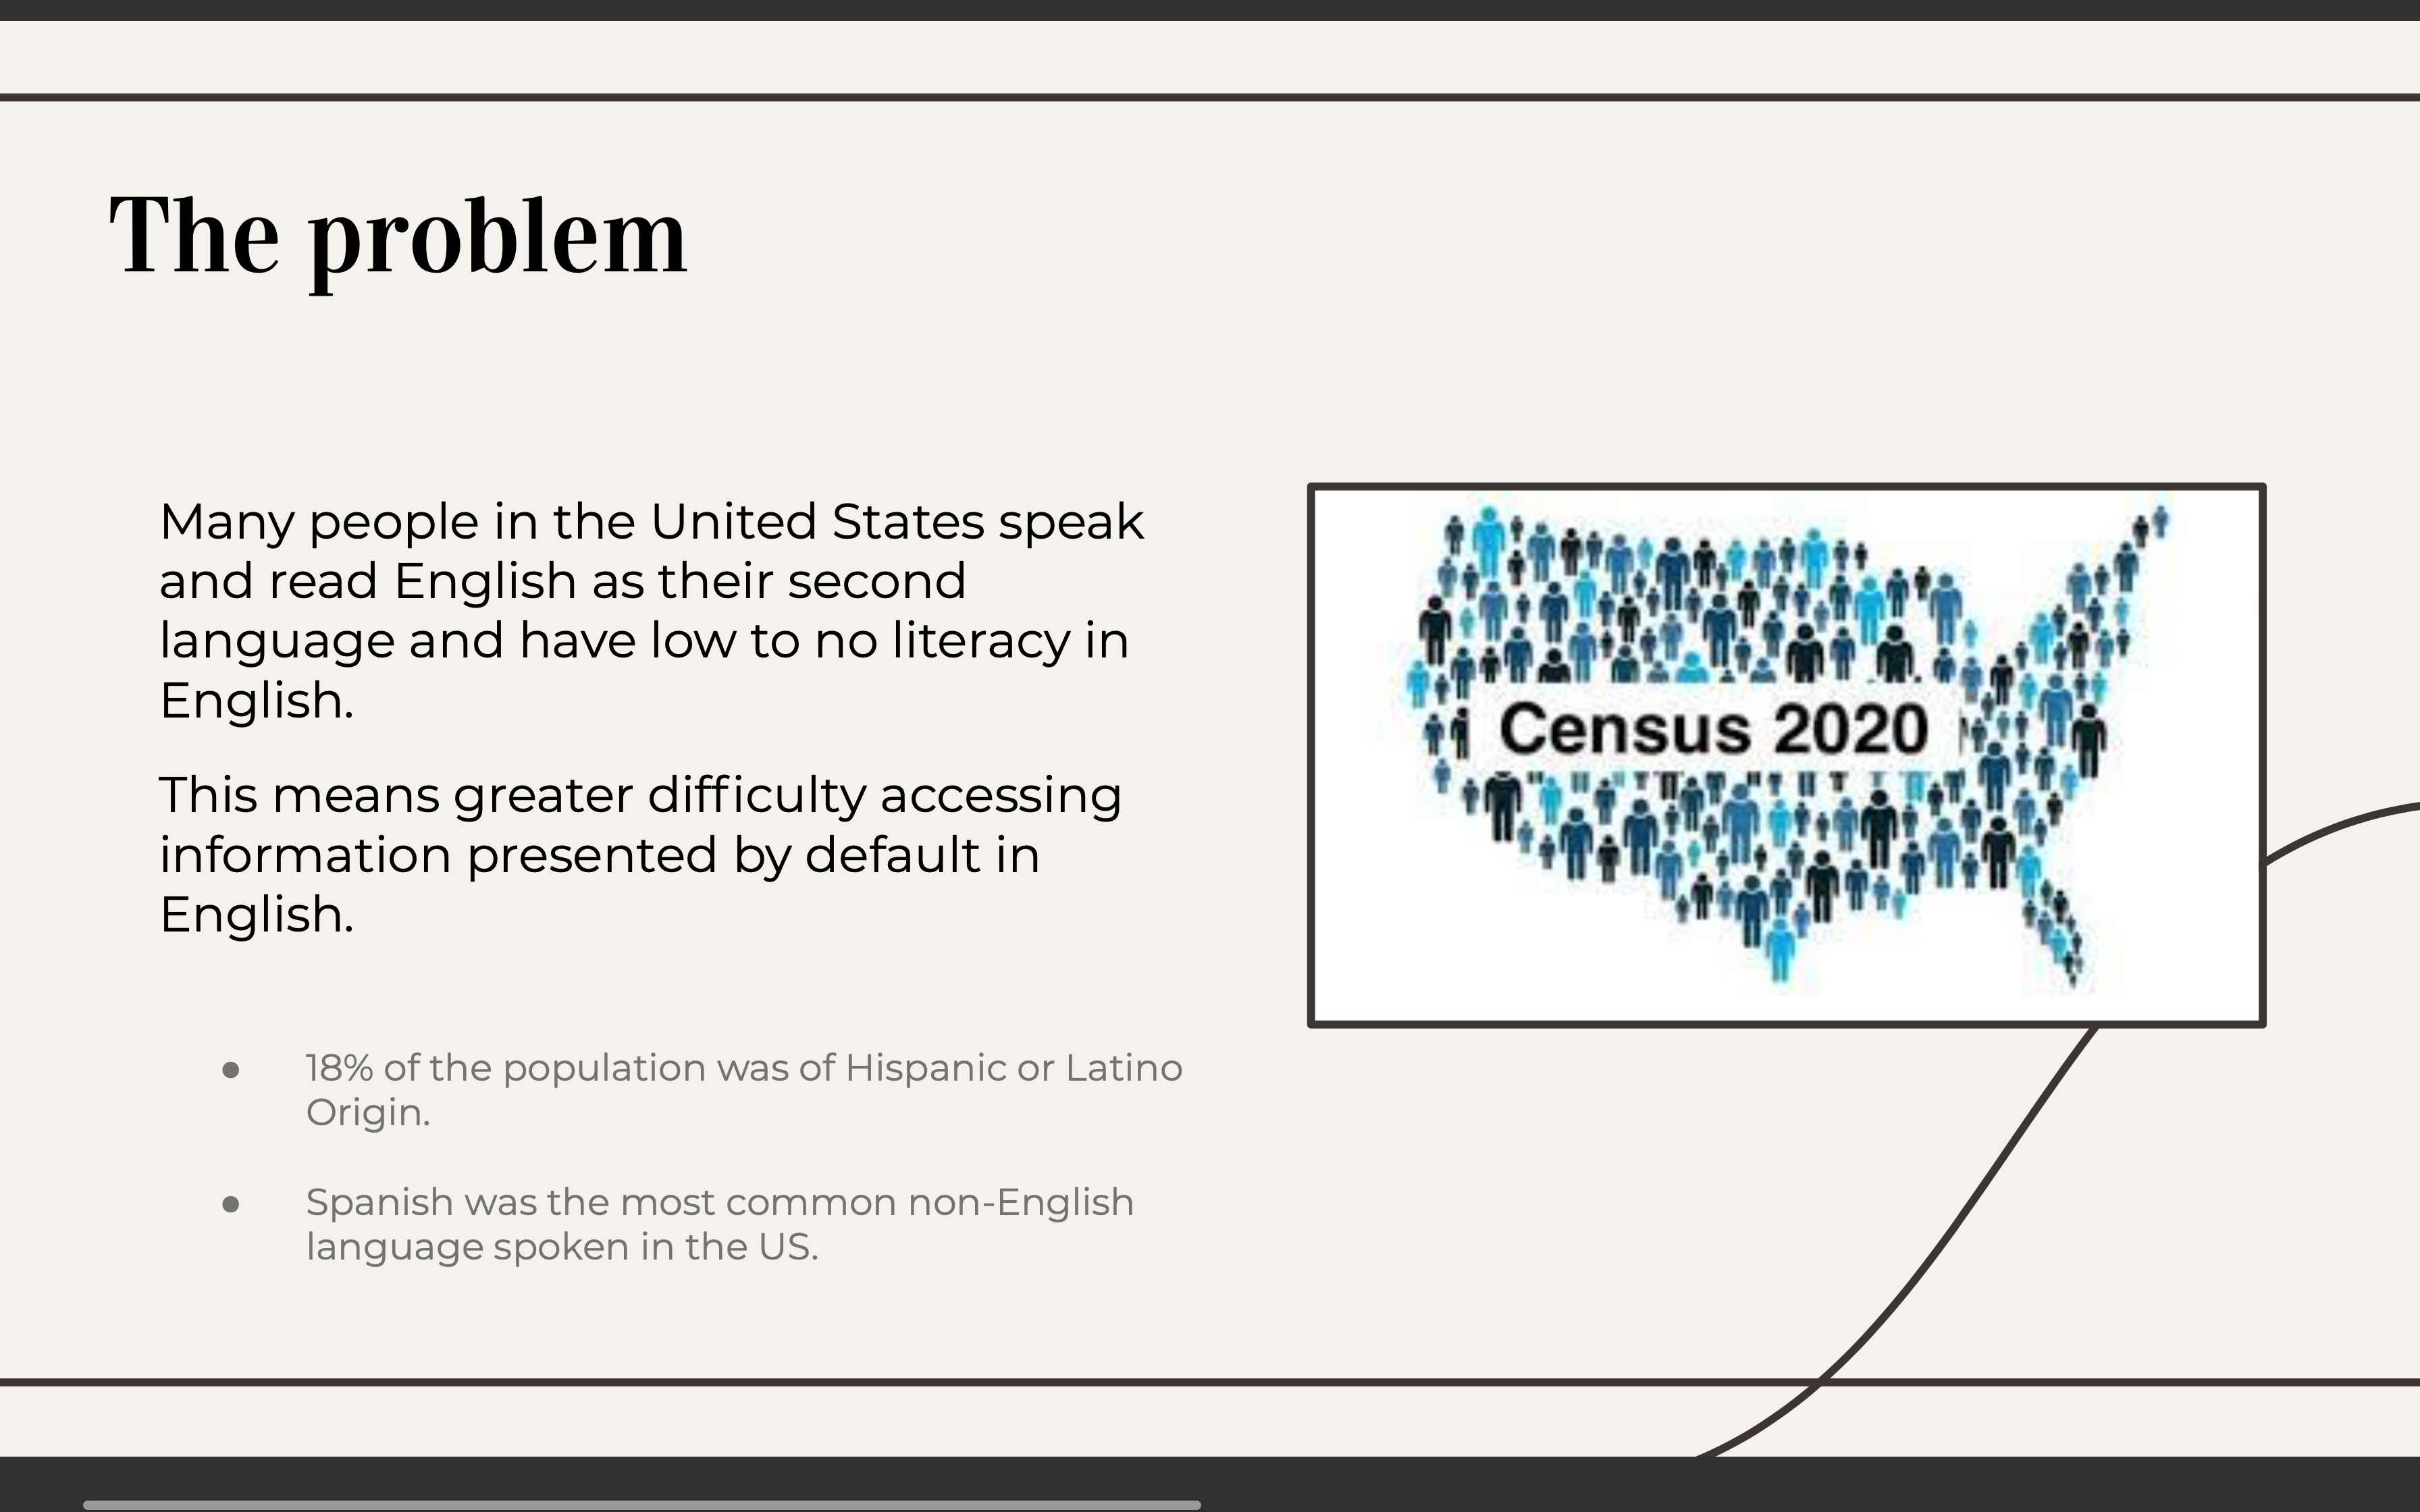 The problem
Many people in the United States speak
and read English as their second
language and have low to no literacy in
English.
This means greater difficulty accessing
information presented by default in
English.
● 18% of the population was of Hispanic or Latino
Origin.
● Spanish was the most common non-English
language spoken in the US.
Census 2020